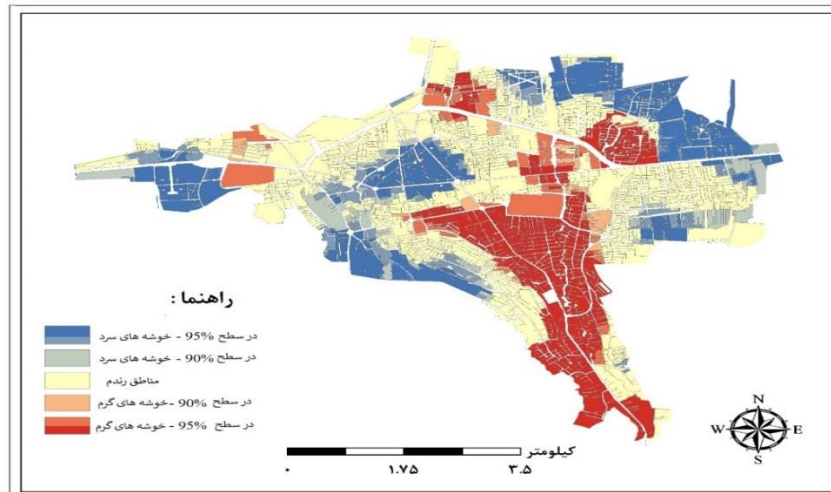 راهنما :
در سطح 95% - خوشه های سرد
در سطح 90% - خوشه های سرد
مناطق رندم
در سطح 90% - خوشه های گرم
در سطح 95% - خوشه های گرم
کیلومتر
۰ ۱.۷۵ ۳.۵
N
W E
S